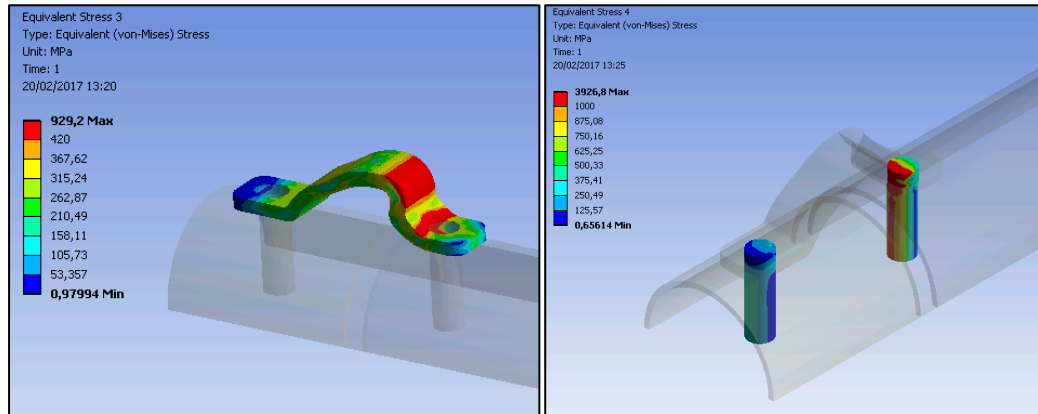 Equivalent Stress 3
Type: Equivalent (von-Mises) Stress
Unit: MPa
Time: 1
20/02/2017 13:20
929,2 Max
420
367,62
315,24
262,87
210,49
158,11
105,73
53,357
0,97994 Min
Equivalent Stress 4
Type: Equivalent (von-Mises) Stress
Unit: MPa
Time: 1
20/02/2017 13:25
3926,8 Max
1000
875,08
750,16
625,25
500,33
375,41
250,49
125,57
0,65614 Min